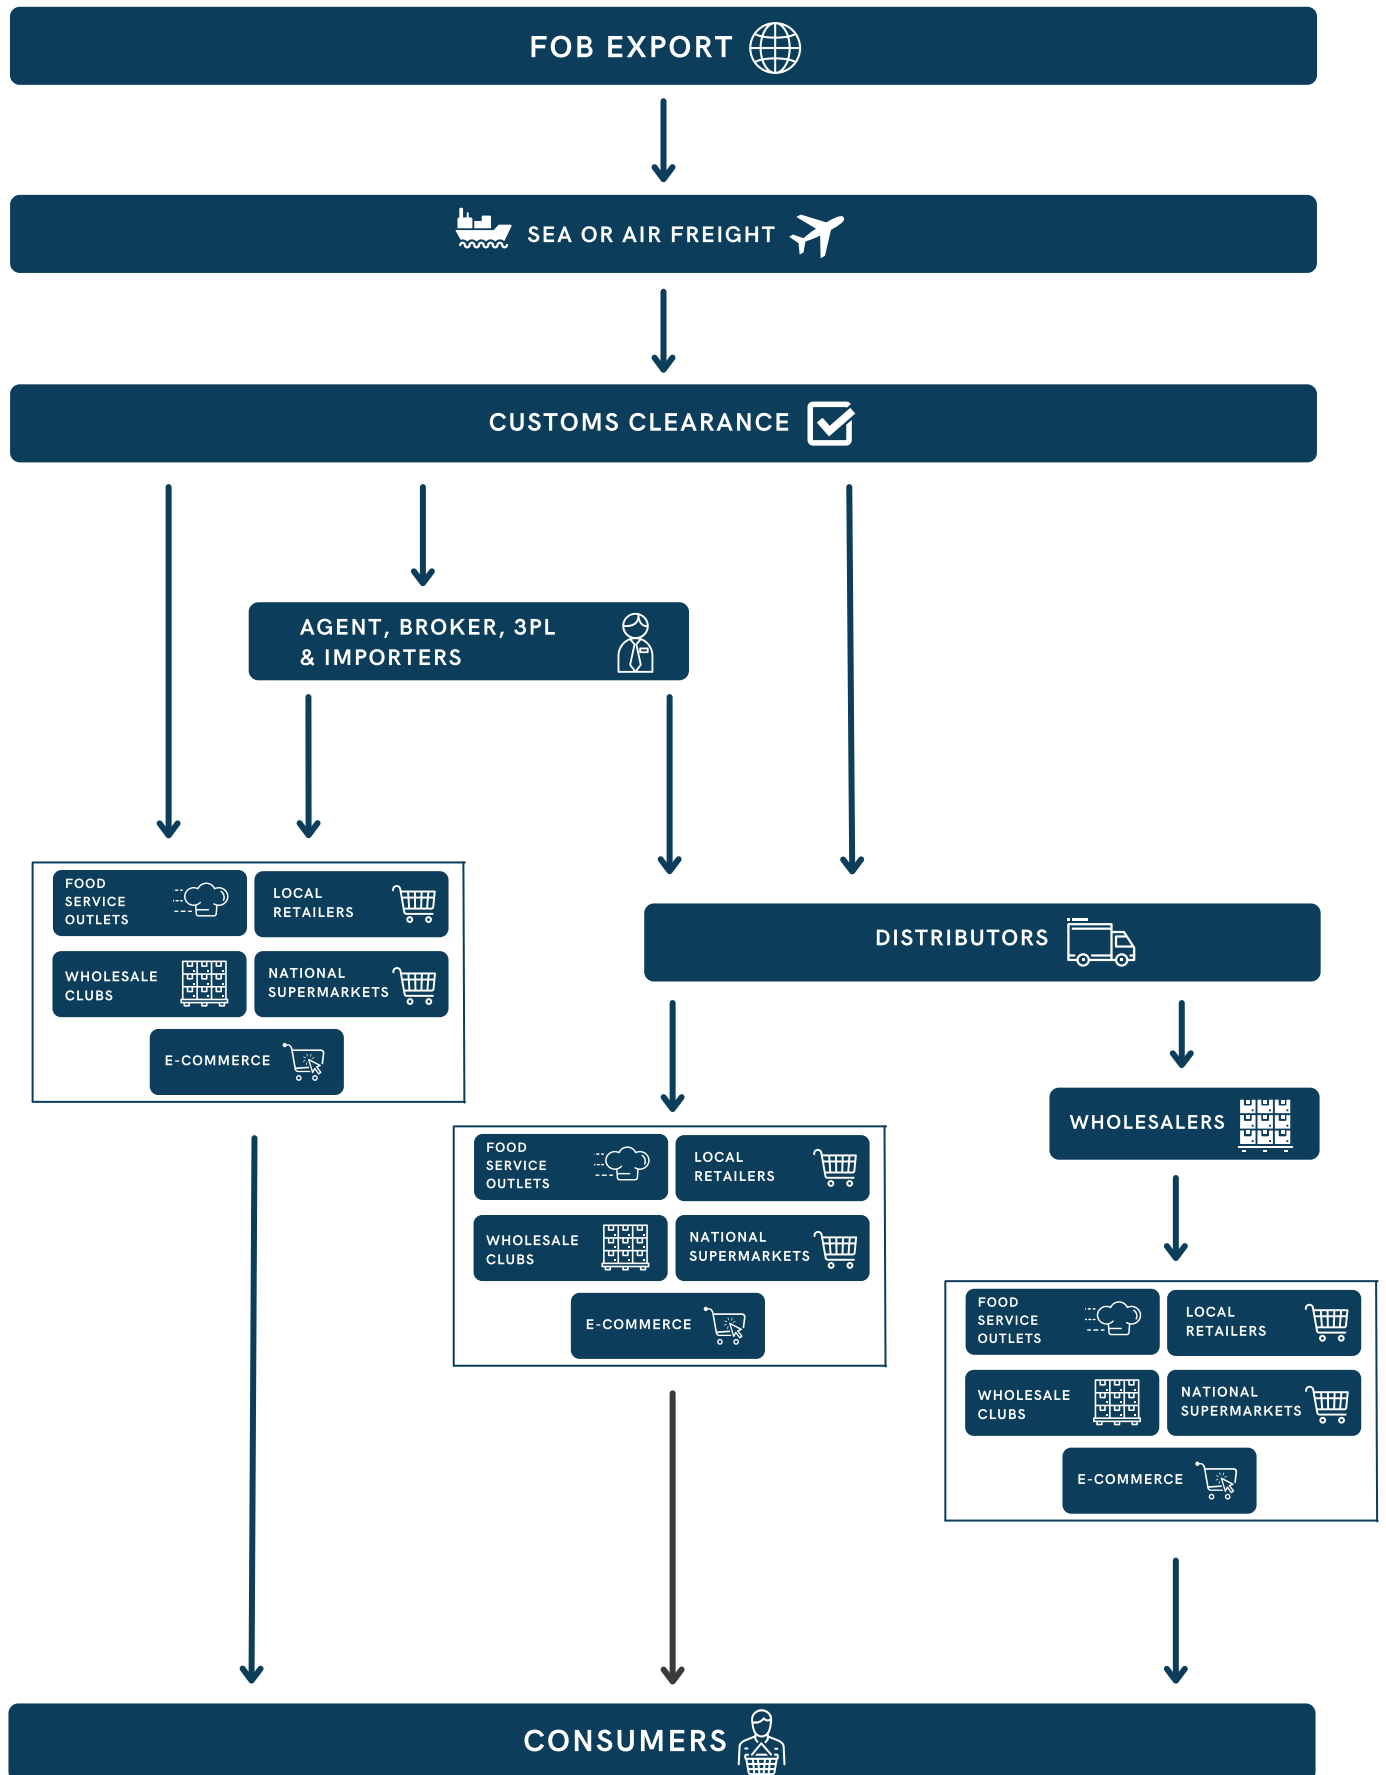 FOB EXPORT
SEA OR AIR FREIGHT
CUSTOMS CLEARANCE
AGENT, BROKER, 3PL
& IMPORTERS
FOOD
SERVICE
OUTLETS
LOCAL
RETAILERS
WHOLESALE
CLUBS
NATIONAL
SUPERMARKETS
E-COMMERCE
DISTRIBUTORS
WHOLESALERS
FOOD
SERVICE
OUTLETS
LOCAL
RETAILERS
WHOLESALE
CLUBS
NATIONAL
SUPERMARKETS
E-COMMERCE
FOOD
SERVICE
OUTLETS
LOCAL
RETAILERS
WHOLESALE
CLUBS
NATIONAL
SUPERMARKETS
E-COMMERCE
CONSUMERS